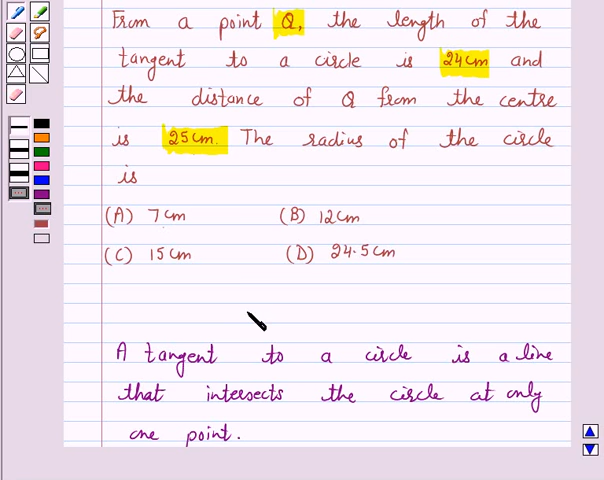 From a point Q, the length of the
tangent to a circle is 24cm and
the distance of Q from the centre
is 25cm. The radius of the circle
is
(A) 7cm (B) 12cm
(C) 15cm (D) 24.5cm
A tangent to a circle is a line
that intersects the circle at only
one point.